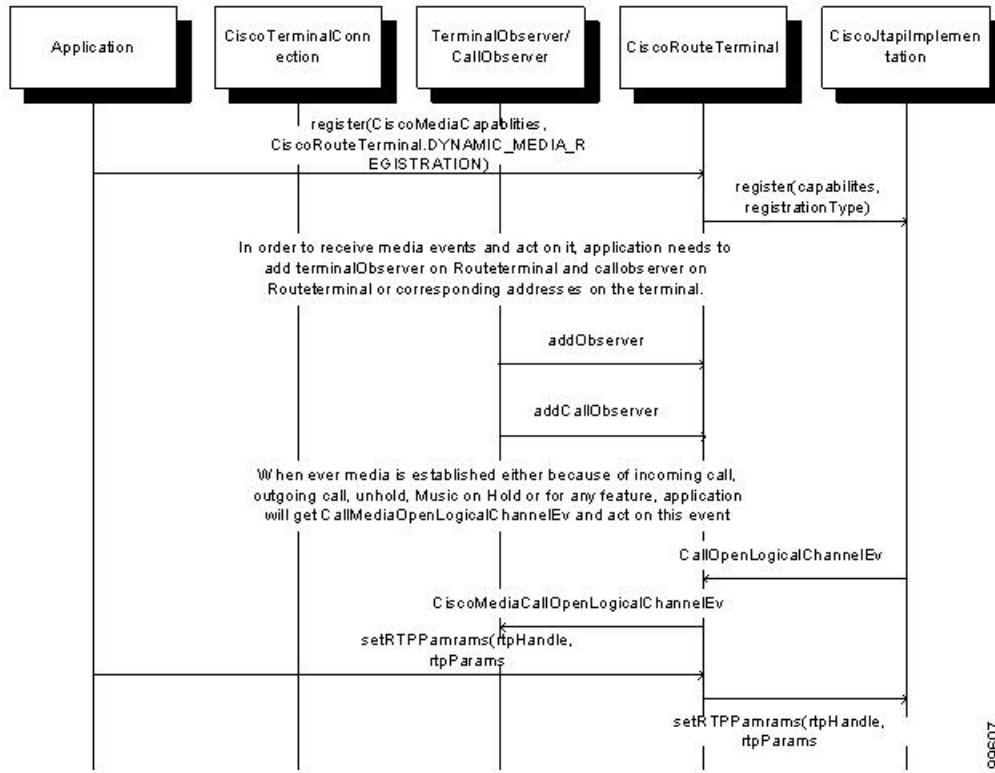 Application
CiscoTerminalConn
ection
TerminalObserver/
CallObserver
CiscoRouteTerminal
CiscoJtapiImplemen
tation
register(CiscoMediaCapablities,
CiscoRouteTerminal.DYNAMIC_MEDIA_R
EGISTRATION)
register(capabilites,
registrationType)
In order to receive media events and act on it, application needs to
add terminalObserver on Routeterminal and callobserver on
Routeterminal or corresponding addresses on the terminal.
addObserver
addCallObserver
When ever media is established either because of incoming call,
outgoing call, unhold, Music on Hold or for any feature, application
will get CallMediaOpenLogicalChannelEv and act on this event
CallOpenLogicalChannelEv
CiscoMediaCallOpenLogicalChannelEv
setRTPPamrams(rtpHandle,
rtpParams
setRTPPamrams(rtpHandle,
rtpParams
99607